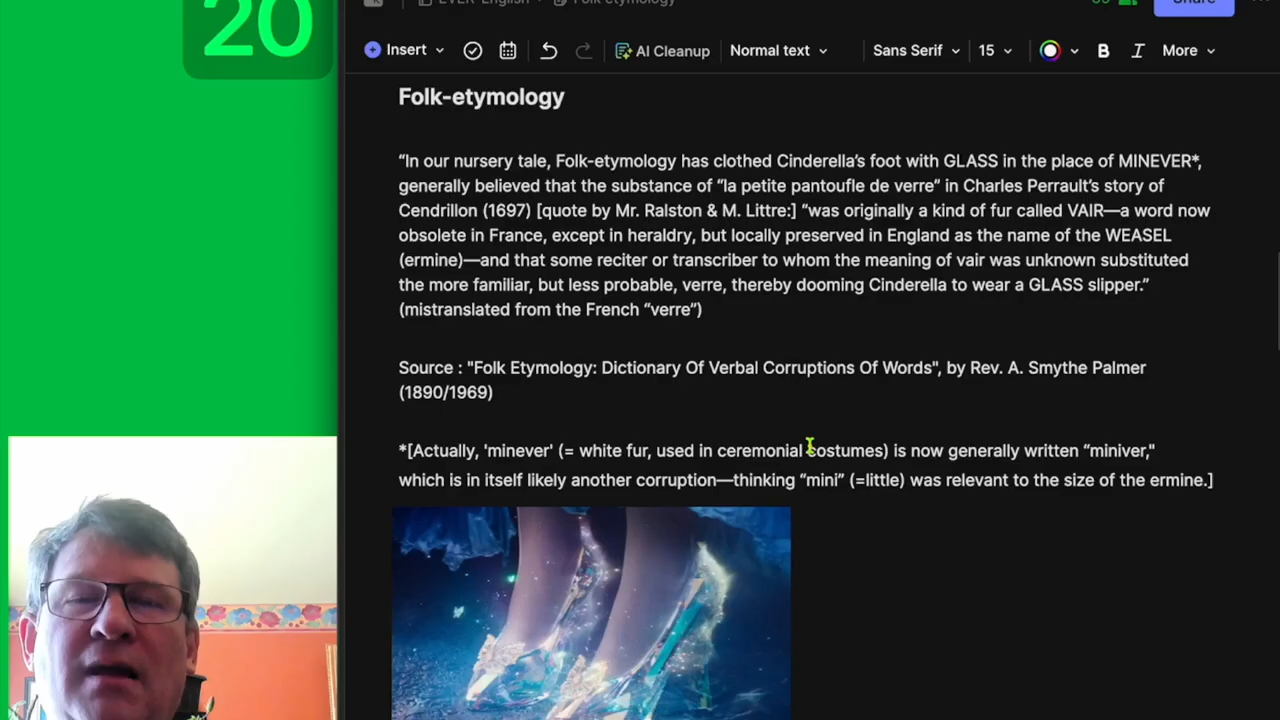 20
EVER-English
Folk etymology
Share
Insert
AI Cleanup
Normal text
Sans Serif
15
B
I
More
Folk-etymology
“In our nursery tale, Folk-etymology has clothed Cinderella’s foot with GLASS in the place of MINEVER*,
generally believed that the substance of “la petite pantoufle de verre” in Charles Perrault’s story of
Cendrillon (1697) [quote by Mr. Ralston & M. Littre:] “was originally a kind of fur called VAIR—a word now
obsolete in France, except in heraldry, but locally preserved in England as the name of the WEASEL
(ermine)—and that some reciter or transcriber to whom the meaning of vair was unknown substituted
the more familiar, but less probable, verre, thereby dooming Cinderella to wear a GLASS slipper.”
(mistranslated from the French “verre”)
Source : "Folk Etymology: Dictionary Of Verbal Corruptions Of Words", by Rev. A. Smythe Palmer
(1890/1969)
*[Actually, 'minever' (= white fur, used in ceremonial costumes) is now generally written “miniver,"
which is in itself likely another corruption—thinking “mini” (=little) was relevant to the size of the ermine.]